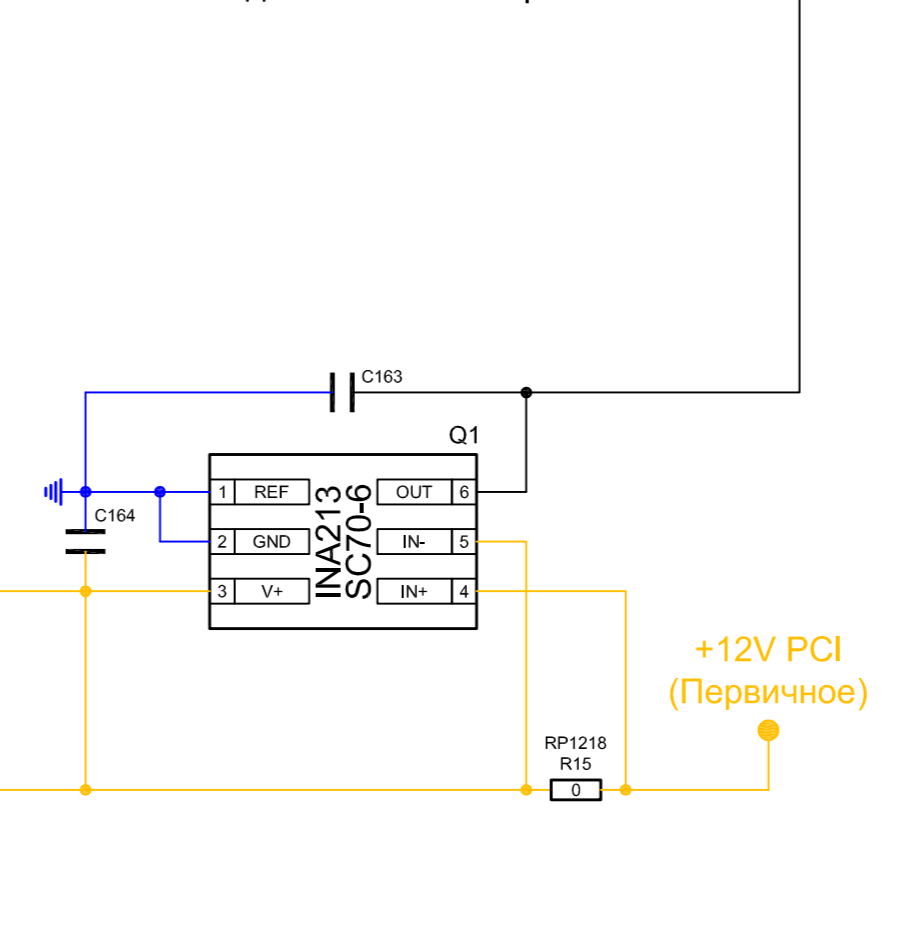 C163
Q1
1 REF
OUT 6
C164
2 GND
IN- 5
3 V+
IN+ 4
INA213
SC70-6
+12V PCI
(Первичное)
RP1218
R15
0